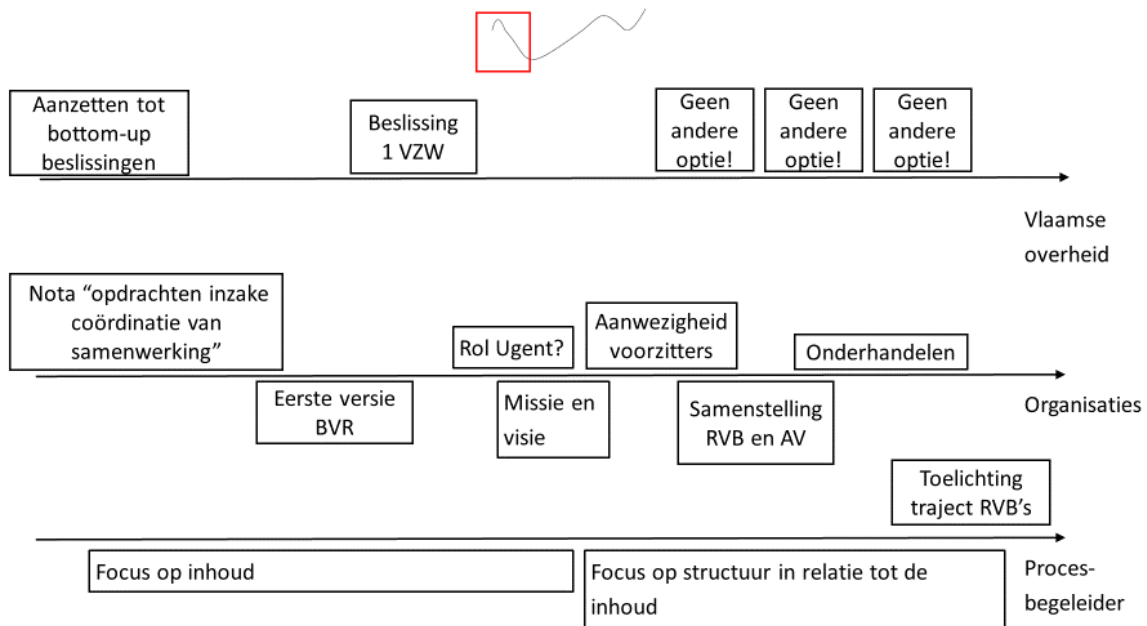 Aanzetten tot
bottom-up
beslissingen
Beslissing
1 VZW
Geen
andere
optie!
Geen
andere
optie!
Geen
andere
optie!
Vlaamse
overheid
Nota “opdrachten inzake
coördinatie van
samenwerking”
Rol Ugent?
Aanwezigheid
voorzitters
Onderhandelen
Eerste versie
BVR
Missie en
visie
Samenstelling
RVB en AV
Organisaties
Toelichting
traject RVB’s
Focus op inhoud
Focus op structuur in relatie tot de
inhoud
Proces-
begeleider